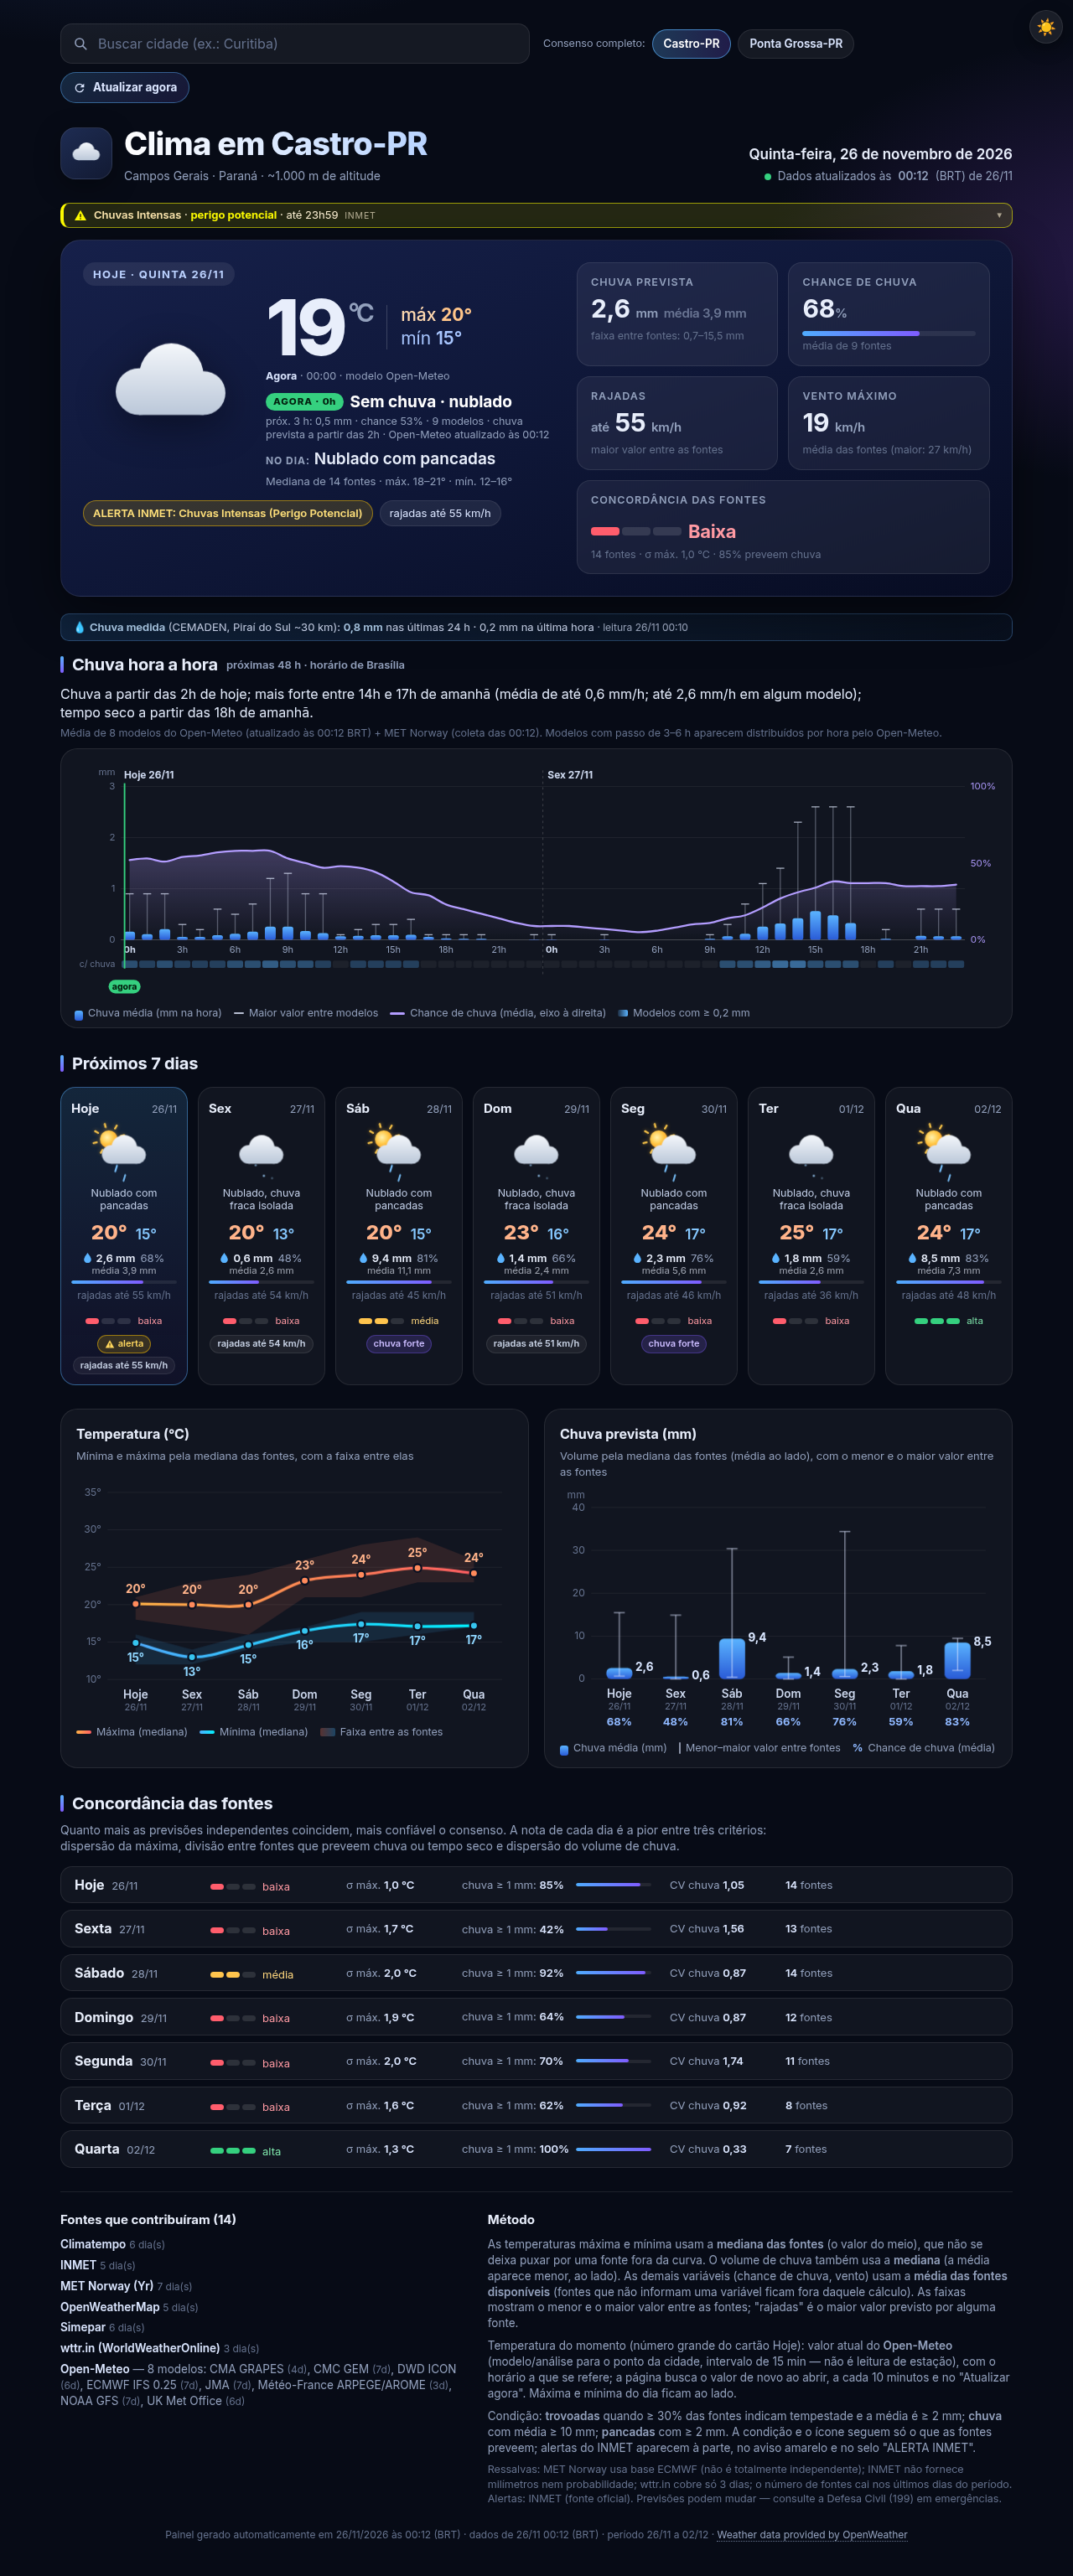 Buscar cidade (ex.: Curitiba)
Consenso completo: Castro-PR Ponta Grossa-PR
Atualizar agora
Clima em Castro-PR
Campos Gerais · Paraná · ~1.000 m de altitude
Quinta-feira, 26 de novembro de 2026
Dados atualizados às 00:12 (BRT) de 26/11
Chuvas Intensas · perigo potencial · até 23h59 INMET
HOJE · QUINTA 26/11
19°C
máx 20°
mín 15°
Agora · 00:00 · modelo Open-Meteo
AGORA · 0h Sem chuva · nublado
próx. 3 h: 0,5 mm · chance 53% · 9 modelos · chuva
prevista a partir das 2h · Open-Meteo atualizado às 00:12
NO DIA: Nublado com pancadas
Mediana de 14 fontes · máx. 18–21° · mín. 12–16°
ALERTA INMET: Chuvas Intensas (Perigo Potencial) rajadas até 55 km/h
CHUVA PREVISTA
2,6 mm média 3,9 mm
faixa entre fontes: 0,7–15,5 mm
CHANCE DE CHUVA
68%
média de 9 fontes
RAJADAS
até 55 km/h
maior valor entre as fontes
VENTO MÁXIMO
19 km/h
média das fontes (maior: 27 km/h)
CONCORDÂNCIA DAS FONTES
Baixa
14 fontes · σ máx. 1,0 °C · 85% preveem chuva
Chuva medida (CEMADEN, Piraí do Sul ~30 km): 0,8 mm nas últimas 24 h · 0,2 mm na última hora · leitura 26/11 00:10
Chuva hora a hora próximas 48 h · horário de Brasília
Chuva a partir das 2h de hoje; mais forte entre 14h e 17h de amanhã (média de até 0,6 mm/h; até 2,6 mm/h em algum modelo);
tempo seco a partir das 18h de amanhã.
Média de 8 modelos do Open-Meteo (atualizado às 00:12 BRT) + MET Norway (coleta das 00:12). Modelos com passo de 3–6 h aparecem distribuídos por hora pelo Open-Meteo.
mm Hoje 26/11 Sex 27/11
3 100%
2
50%
1
0 0%
0h 3h 6h 9h 12h 15h 18h 21h 0h 3h 6h 9h 12h 15h 18h 21h
c/ chuva
agora
Chuva média (mm na hora) Maior valor entre modelos Chance de chuva (média, eixo à direita) Modelos com ≥ 0,2 mm
Próximos 7 dias
Hoje 26/11
Nublado com
pancadas
20° 15°
2,6 mm 68%
média 3,9 mm
rajadas até 55 km/h
baixa
alerta
rajadas até 55 km/h
Sex 27/11
Nublado, chuva
fraca isolada
20° 13°
0,6 mm 48%
média 2,6 mm
rajadas até 54 km/h
baixa
rajadas até 54 km/h
Sáb 28/11
Nublado com
pancadas
20° 15°
9,4 mm 81%
média 11,1 mm
rajadas até 45 km/h
média
chuva forte
Dom 29/11
Nublado, chuva
fraca isolada
23° 16°
1,4 mm 66%
média 2,4 mm
rajadas até 51 km/h
baixa
rajadas até 51 km/h
Seg 30/11
Nublado com
pancadas
24° 17°
2,3 mm 76%
média 5,6 mm
rajadas até 46 km/h
baixa
chuva forte
Ter 01/12
Nublado, chuva
fraca isolada
25° 17°
1,8 mm 59%
média 2,6 mm
rajadas até 36 km/h
baixa
Qua 02/12
Nublado com
pancadas
24° 17°
8,5 mm 83%
média 7,3 mm
rajadas até 48 km/h
alta
Temperatura (°C)
Mínima e máxima pela mediana das fontes, com a faixa entre elas
35°
30°
25°
20°
15°
10°
20° 20° 20° 23° 24° 25° 24°
15° 13° 15° 16° 17° 17° 17°
Hoje Sex Sáb Dom Seg Ter Qua
26/11 27/11 28/11 29/11 30/11 01/12 02/12
Máxima (mediana) Mínima (mediana) Faixa entre as fontes
Chuva prevista (mm)
Volume pela mediana das fontes (média ao lado), com o menor e o maior valor entre
as fontes
mm
40
30
20
10
0
2,6 0,6 9,4 1,4 2,3 1,8 8,5
Hoje Sex Sáb Dom Seg Ter Qua
26/11 27/11 28/11 29/11 30/11 01/12 02/12
68% 48% 81% 66% 76% 59% 83%
Chuva média (mm) Menor–maior valor entre fontes % Chance de chuva (média)
Concordância das fontes
Quanto mais as previsões independentes coincidem, mais confiável o consenso. A nota de cada dia é a pior entre três critérios:
dispersão da máxima, divisão entre fontes que preveem chuva ou tempo seco e dispersão do volume de chuva.
Hoje 26/11 baixa σ máx. 1,0 °C chuva ≥ 1 mm: 85% CV chuva 1,05 14 fontes
Sexta 27/11 baixa σ máx. 1,7 °C chuva ≥ 1 mm: 42% CV chuva 1,56 13 fontes
Sábado 28/11 média σ máx. 2,0 °C chuva ≥ 1 mm: 92% CV chuva 0,87 14 fontes
Domingo 29/11 baixa σ máx. 1,9 °C chuva ≥ 1 mm: 64% CV chuva 0,87 12 fontes
Segunda 30/11 baixa σ máx. 2,0 °C chuva ≥ 1 mm: 70% CV chuva 1,74 11 fontes
Terça 01/12 baixa σ máx. 1,6 °C chuva ≥ 1 mm: 62% CV chuva 0,92 8 fontes
Quarta 02/12 alta σ máx. 1,3 °C chuva ≥ 1 mm: 100% CV chuva 0,33 7 fontes
Fontes que contribuíram (14)
Climatempo 6 dia(s)
INMET 5 dia(s)
MET Norway (Yr) 7 dia(s)
OpenWeatherMap 5 dia(s)
Simepar 6 dia(s)
wttr.in (WorldWeatherOnline) 3 dia(s)
Open-Meteo — 8 modelos: CMA GRAPES (4d), CMC GEM (7d), DWD ICON
(6d), ECMWF IFS 0.25 (7d), JMA (7d), Météo-France ARPEGE/AROME (3d),
NOAA GFS (7d), UK Met Office (6d)
Método
As temperaturas máxima e mínima usam a mediana das fontes (o valor do meio), que não se
deixa puxar por uma fonte fora da curva. O volume de chuva também usa a mediana (a média
aparece menor, ao lado). As demais variáveis (chance de chuva, vento) usam a média das fontes
disponíveis (fontes que não informam uma variável ficam fora daquele cálculo). As faixas
mostram o menor e o maior valor entre as fontes; "rajadas" é o maior valor previsto por alguma
fonte.
Temperatura do momento (número grande do cartão Hoje): valor atual do Open-Meteo
(modelo/análise para o ponto da cidade, intervalo de 15 min — não é leitura de estação), com o
horário a que se refere; a página busca o valor de novo ao abrir, a cada 10 minutos e no "Atualizar
agora". Máxima e mínima do dia ficam ao lado.
Condição: trovoadas quando ≥ 30% das fontes indicam tempestade e a média é ≥ 2 mm; chuva
com média ≥ 10 mm; pancadas com ≥ 2 mm. A condição e o ícone seguem só o que as fontes
preveem; alertas do INMET aparecem à parte, no aviso amarelo e no selo "ALERTA INMET".
Ressalvas: MET Norway usa base ECMWF (não é totalmente independente); INMET não fornece
milímetros nem probabilidade; wttr.in cobre só 3 dias; o número de fontes cai nos últimos dias do período.
Alertas: INMET (fonte oficial). Previsões podem mudar — consulte a Defesa Civil (199) em emergências.
Painel gerado automaticamente em 26/11/2026 às 00:12 (BRT) · dados de 26/11 00:12 (BRT) · período 26/11 a 02/12 · Weather data provided by OpenWeather